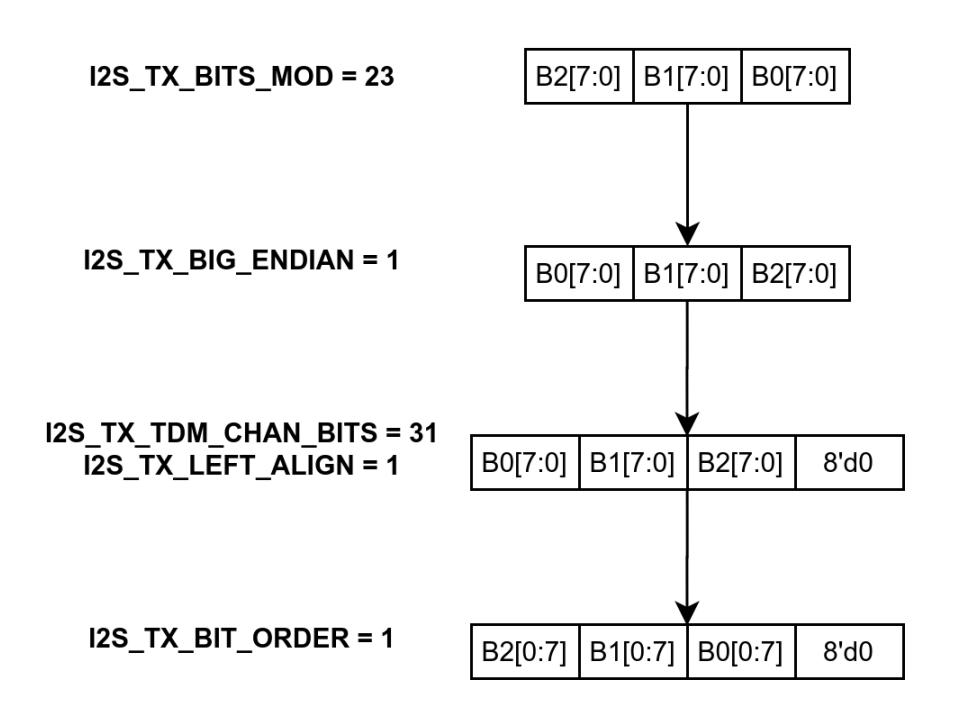 I2S_TX_BITS_MOD = 23
B2[7:0] B1[7:0] B0[7:0]
I2S_TX_BIG_ENDIAN = 1
B0[7:0] B1[7:0] B2[7:0]
I2S_TX_TDM_CHAN_BITS = 31
I2S_TX_LEFT_ALIGN = 1
B0[7:0] B1[7:0] B2[7:0] 8'd0
I2S_TX_BIT_ORDER = 1
B2[0:7] B1[0:7] B0[0:7] 8'd0